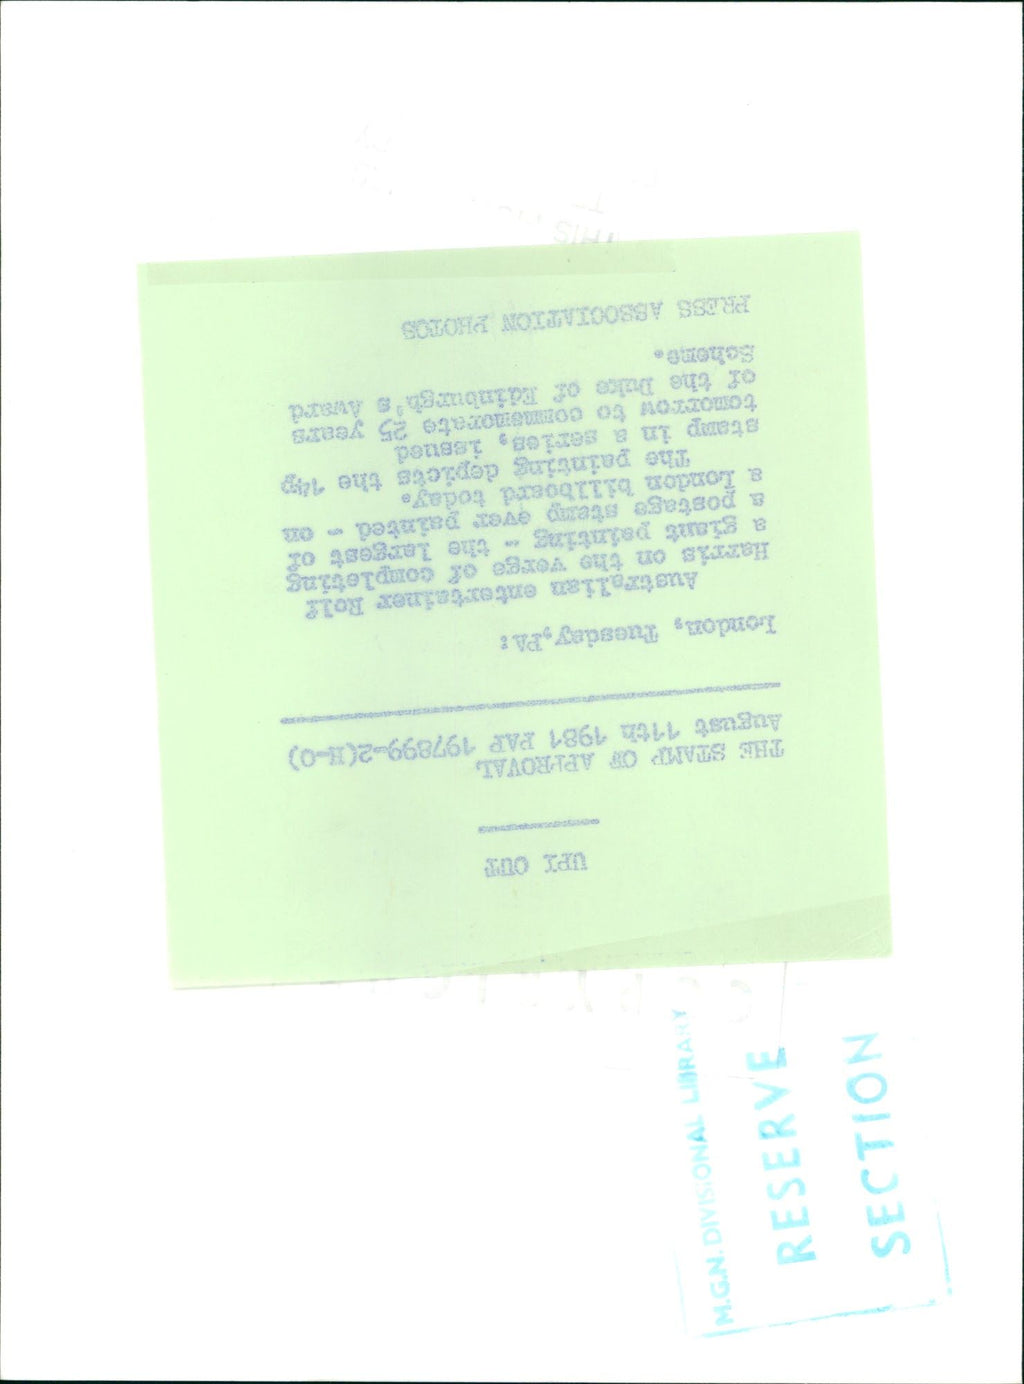 UPI OUT
THE STAMP OF APPROVAL
August 11th 1981 PAP 197899-2(H-O)
London, Tuesday,PA:
Australian entertainer Rolf
Harris on the verge of completing
a giant painting - the largest of
a postage stamp ever painted - on
a London billboard today.
The painting depicts the 14p
stamp in a series, issued
tomorrow to commemorate 25 years
of the Duke of Edinburgh's Award
Scheme.
PRESS ASSOCIATION PHOTOS
M.G.N. DIVISIONAL LIBRARY
RESERVE
SECTION
THIS